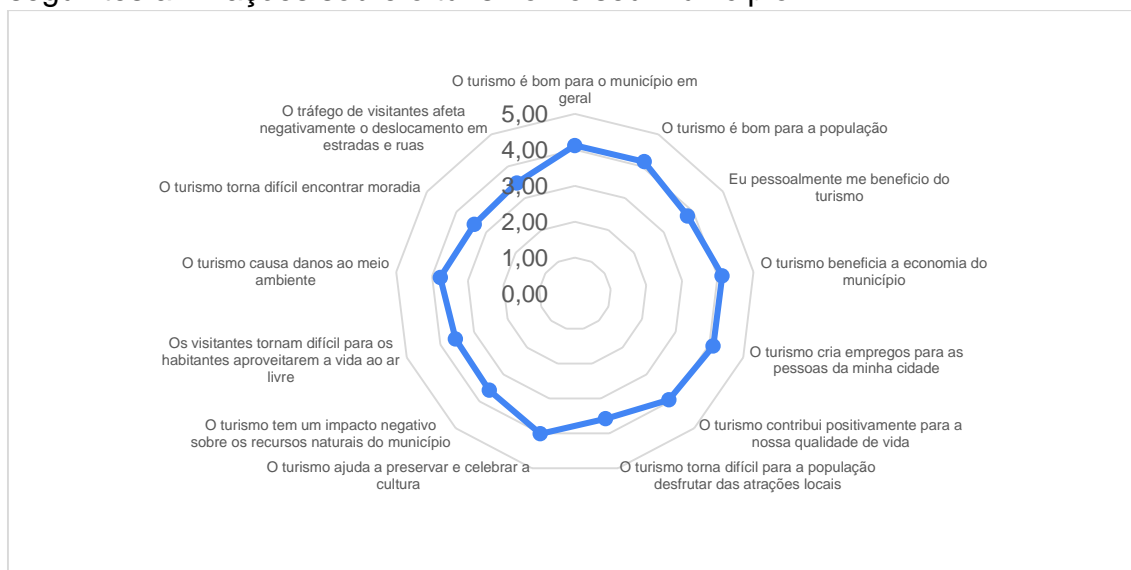 O turismo é bom para o município em
geral
O turismo é bom para a população
Eu pessoalmente me beneficio do
turismo
O turismo beneficia a economia do
município
O turismo cria empregos para as
pessoas da minha cidade
O turismo contribui positivamente para a
nossa qualidade de vida
O turismo torna difícil para a população
desfrutar das atrações locais
O turismo ajuda a preservar e celebrar a
cultura
O turismo tem um impacto negativo
sobre os recursos naturais do município
Os visitantes tornam difícil para os
habitantes aproveitarem a vida ao ar
livre
O turismo causa danos ao meio
ambiente
O turismo torna difícil encontrar moradia
O tráfego de visitantes afeta
negativamente o deslocamento em
estradas e ruas
5,00
4,00
3,00
2,00
1,00
0,00